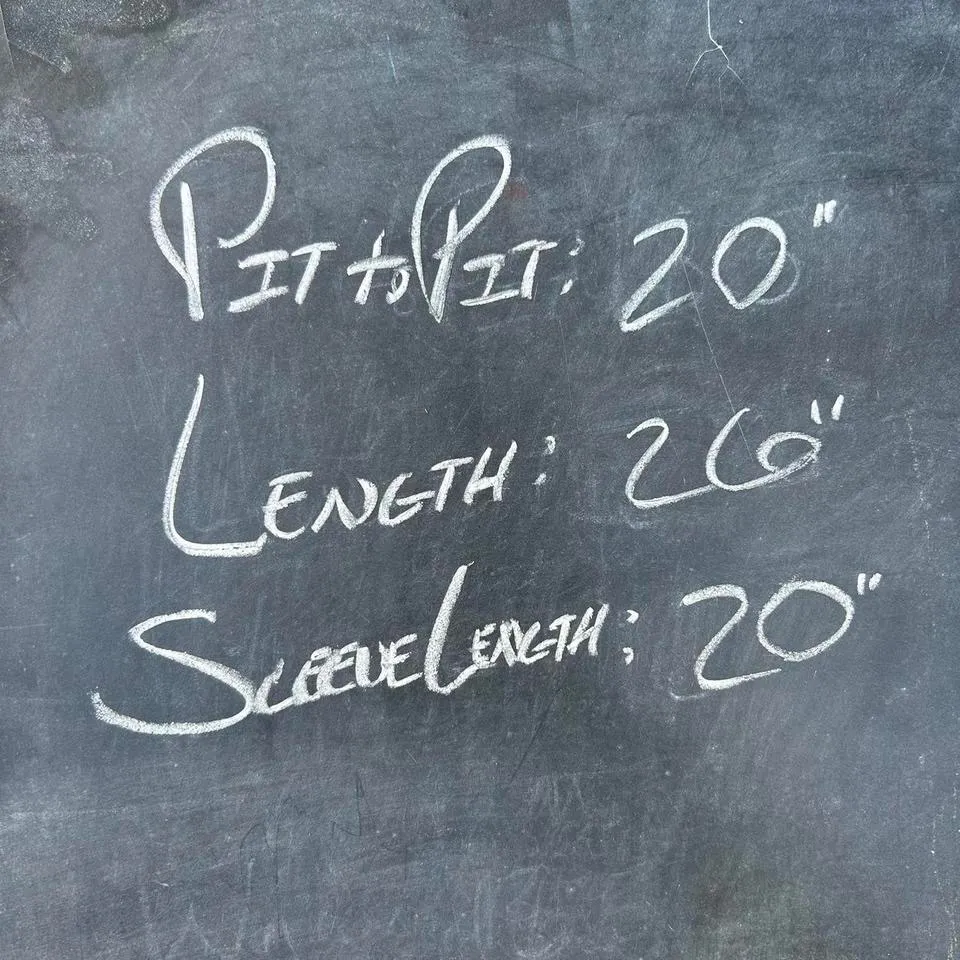 Pit to Pit: 20"
Length: 26"
Sleeve Length: 20"